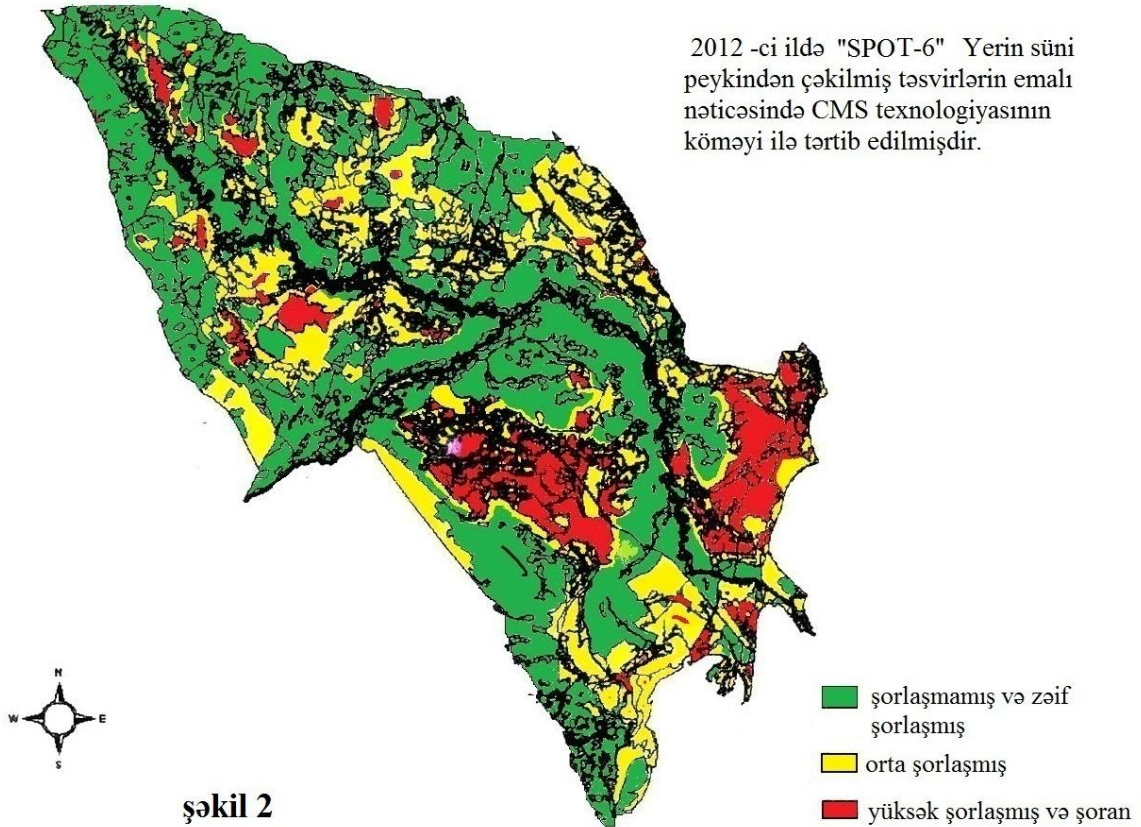 2012 -ci ildə "SPOT-6" Yerin süni
peykindən çəkilmiş təsvirlərin emalı
nəticəsində CMS texnologiyasının
köməyi ilə tərtib edilmişdir.
N
W E
S
şəkil 2
şorlaşmamış və zəif
şorlaşmış
orta şorlaşmış
yüksək şorlaşmış və şoran